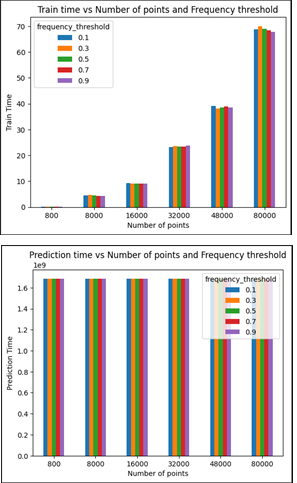 Train time vs Number of points and Frequency threshold
frequency_threshold
0.1
0.3
0.5
0.7
0.9
70
60
50
40
30
20
10
0
Train Time
800 8000 16000 32000 48000 80000
Number of points
Prediction time vs Number of points and Frequency threshold
1e9
frequency_threshold
0.1
0.3
0.5
0.7
0.9
1.6
1.4
1.2
1.0
0.8
0.6
0.4
0.2
0.0
Prediction Time
800 8000 16000 32000 48000 80000
Number of points